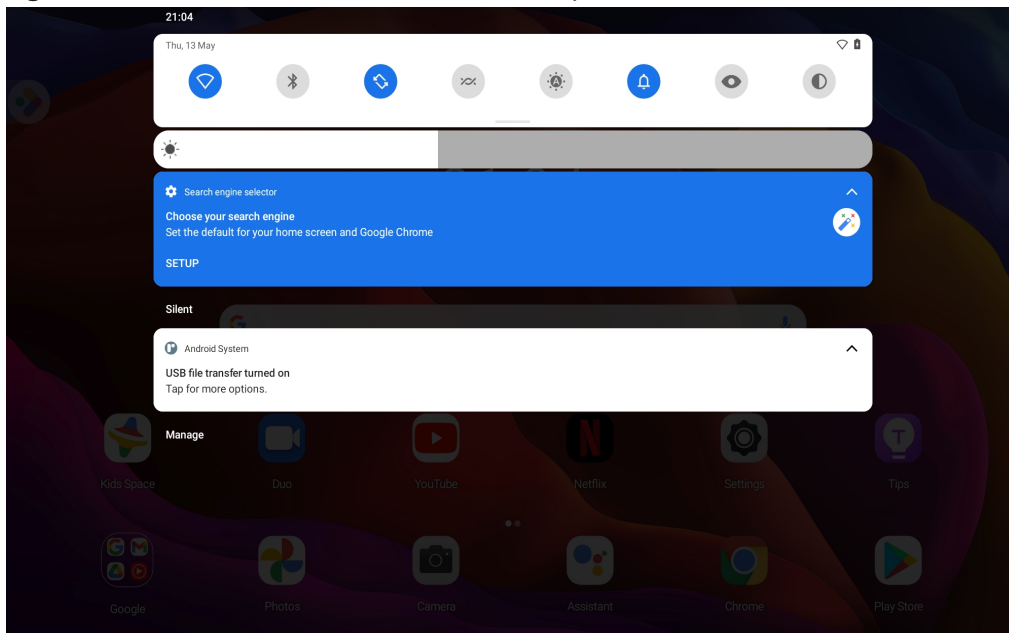 21:04
Thu, 13 May
Search engine selector
Choose your search engine
Set the default for your home screen and Google Chrome
SETUP
Silent
Android System
USB file transfer turned on
Tap for more options.
Manage
Kids Space Duo YouTube Netflix Settings Tips
Google Photos Camera Assistant Chrome Play Store